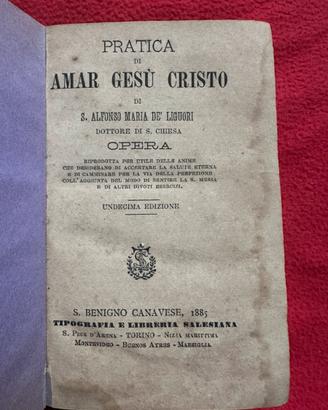 PRATICA
DI
AMAR GESÙ CRISTO
DI
S. ALFONSO MARIA DE' LIGUORI
DOTTORE DI S. CHIESA
OPERA
RIPRODOTTA PER UTILE DELLE ANIME
CHE DESIDERANO DI ACCERTARE LA SALUTE ETERNA
E DI CAMMINARE PER LA VIA DELLA PERFEZIONE
COLL'AGGIUNTA DEL MODO DI SENTIRE LA S. MESSA
E DI ALTRI DIVOTI ESERCIZI.
UNDECIMA EDIZIONE
S. BENIGNO CANAVESE, 1885
TIPOGRAFIA E LIBRERIA SALESIANA
S. PIER D'ARENA - TORINO - NIZZA MARITTIMA
MONTEVIDEO - BUENOS AYRES - MARSIGLIA